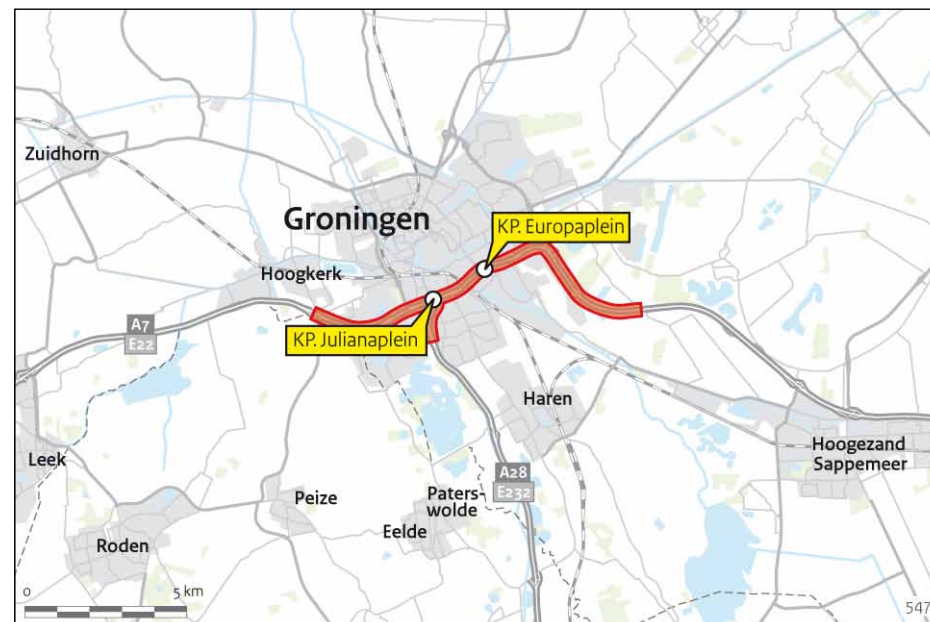 Zuidhorn
Groningen
KP. Europaplein
Hoogkerk
A7
E22
KP. Julianaplein
Haren
Hoogezand
Sappemeer
Leek
A28
E232
Peize
Paters-
wolde
Eelde
Roden
0 5 km
547